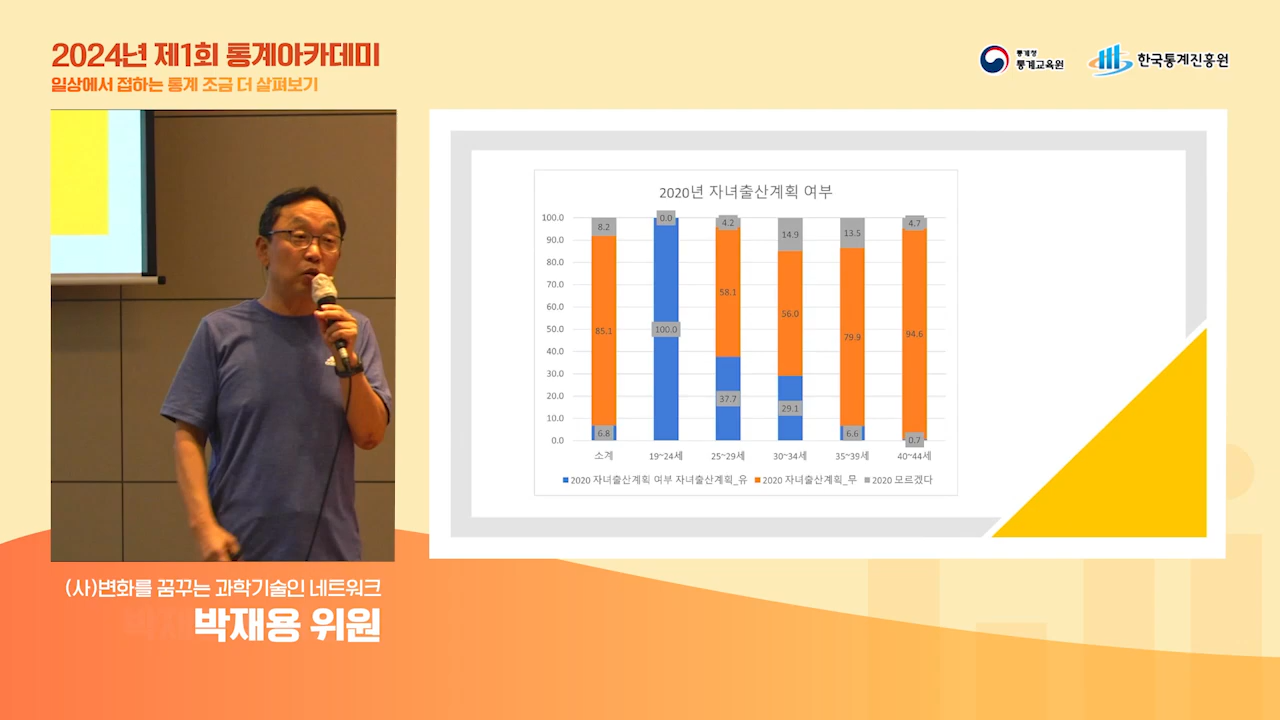 2024년 제1회 통계아카데미
일상에서 접하는 통계 조금 더 살펴보기
통계청
통계교육원
한국통계진흥원
2020년 자녀출산계획 여부
100.0
90.0
80.0
70.0
60.0
50.0
40.0
30.0
20.0
10.0
0.0
8.2
85.1
6.8
0.0
100.0
4.2
58.1
37.7
14.9
56.0
29.1
13.5
79.9
6.6
4.7
94.6
0.7
소계 19~24세 25~29세 30~34세 35~39세 40~44세
2020 자녀출산계획 여부 자녀출산계획_유 2020 자녀출산계획_무 2020 모르겠다
(사)변화를 꿈꾸는 과학기술인 네트워크
박재용 위원